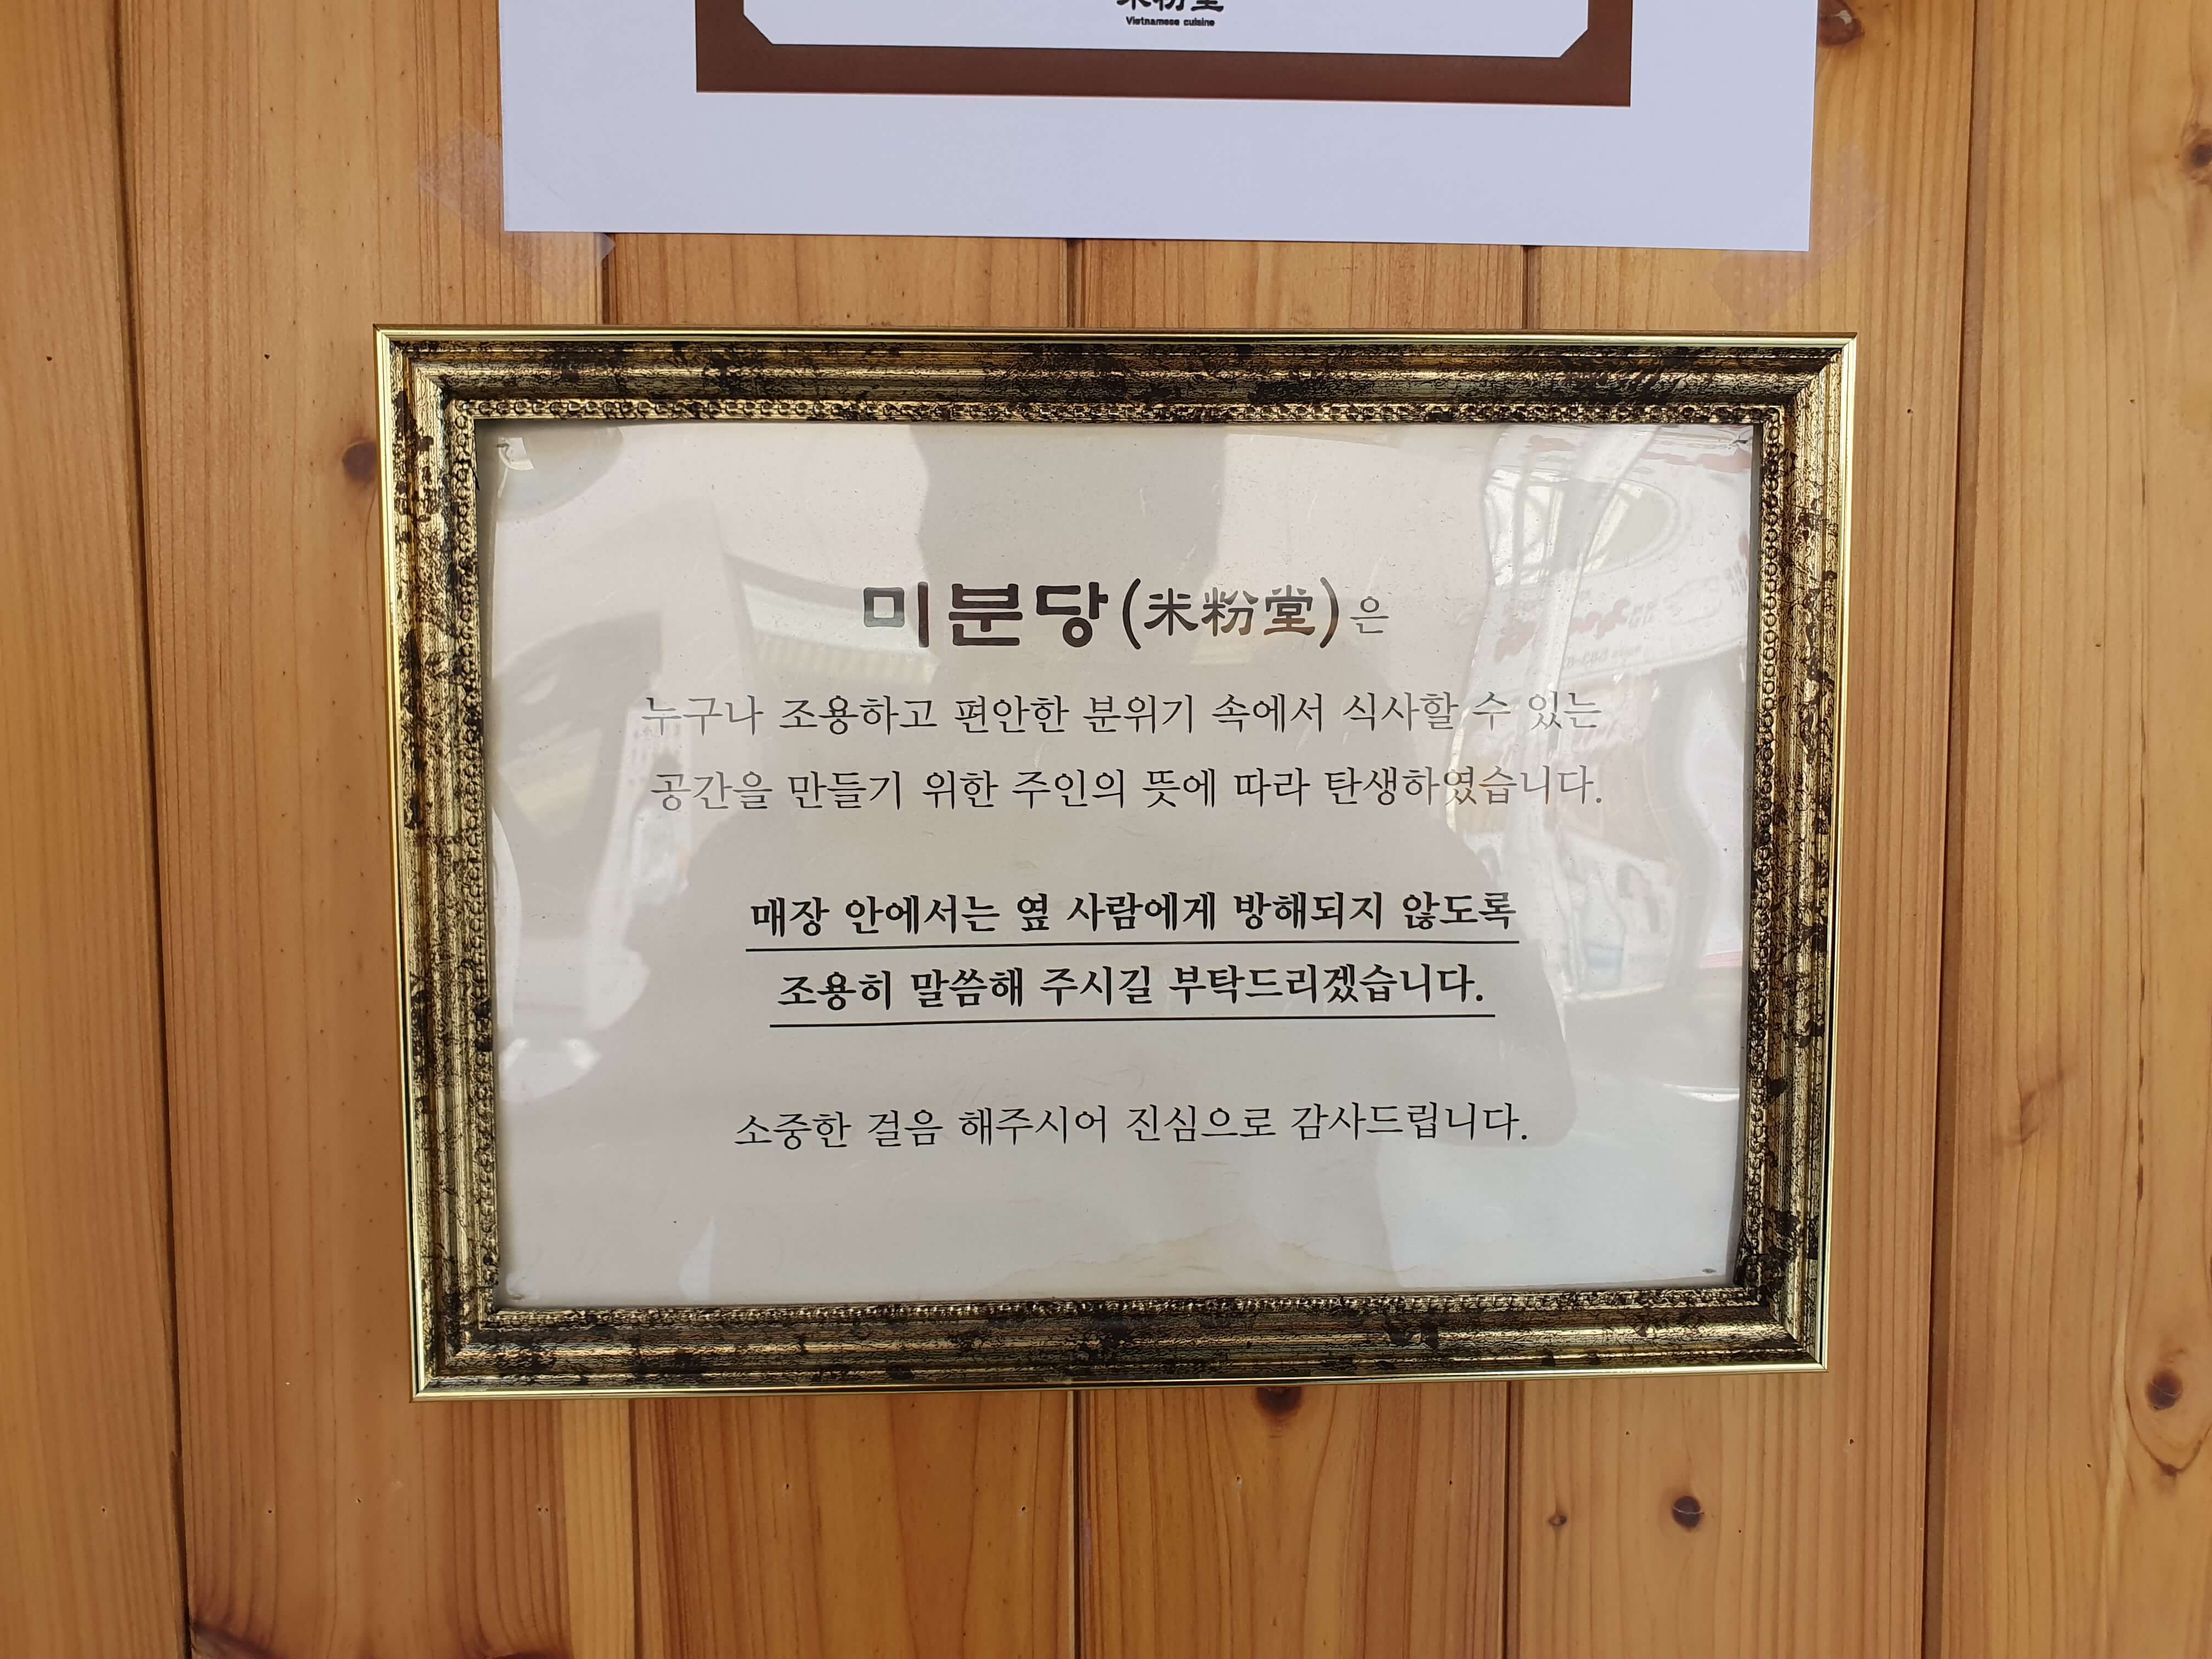 Vietnamese cuisine
미분당(米粉堂)은
누구나 조용하고 편안한 분위기 속에서 식사할 수 있는
공간을 만들기 위한 주인의 뜻에 따라 탄생하였습니다.
매장 안에서는 옆 사람에게 방해되지 않도록
조용히 말씀해 주시길 부탁드리겠습니다.
소중한 걸음 해주시어 진심으로 감사드립니다.